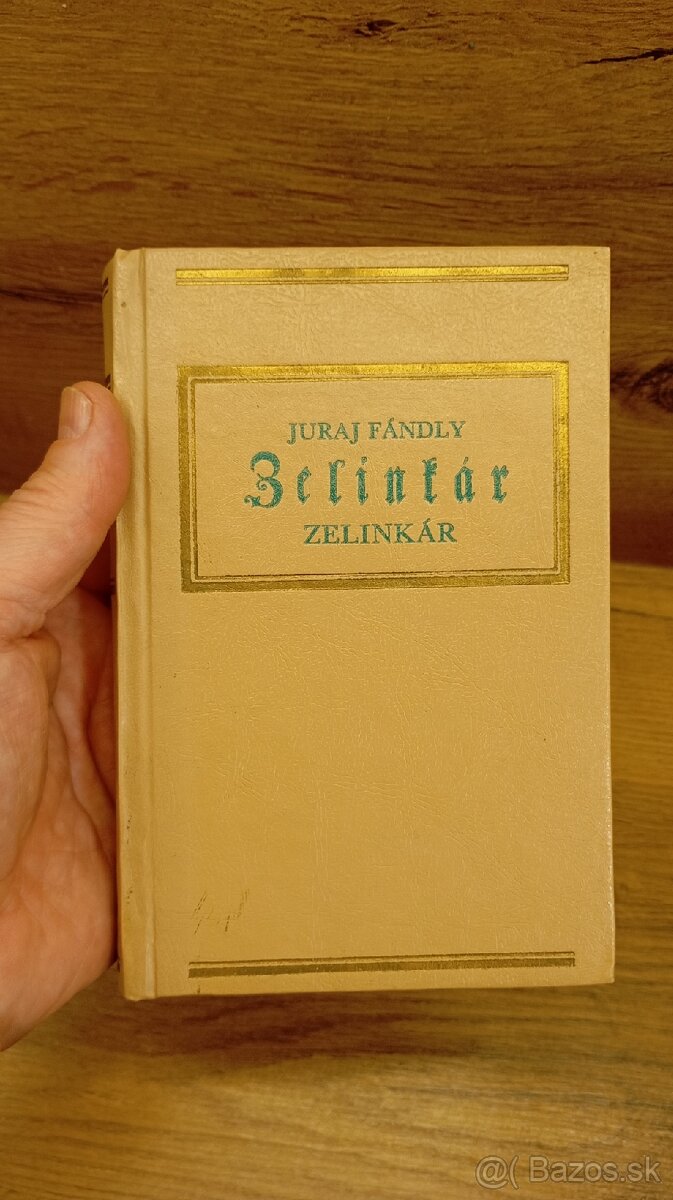 JURAJ FÁNDLY
Zelinkár
ZELINKÁR
@( Bazos.sk